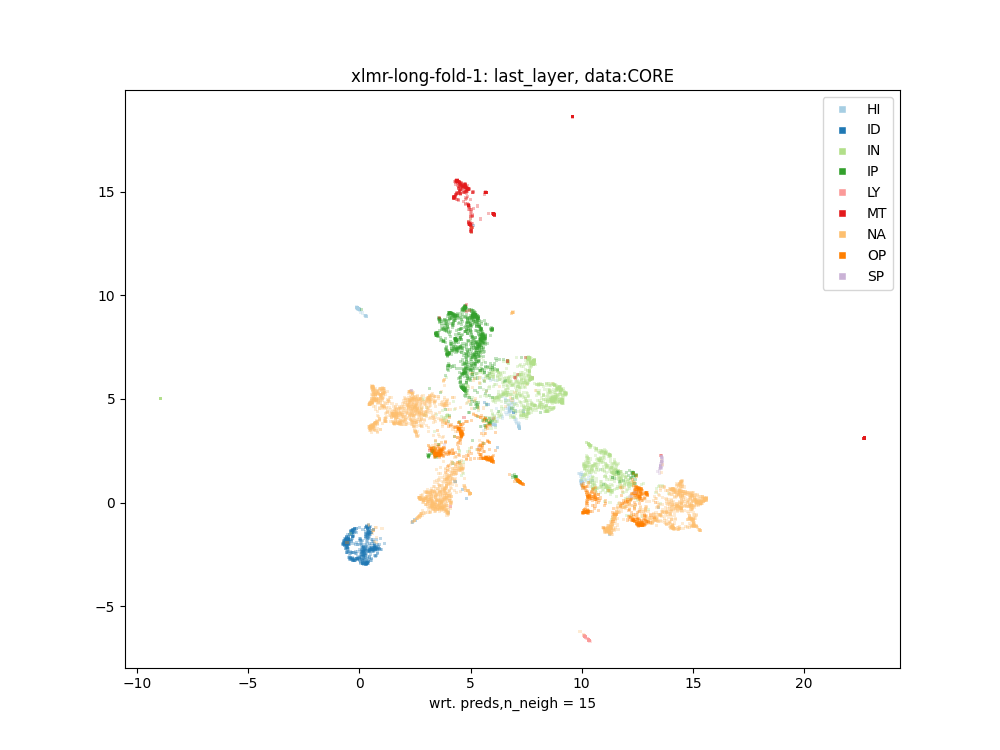 xlmr-long-fold-1: last_layer, data:CORE
HI
ID
IN
IP
LY
MT
NA
OP
SP
15
10
5
0
−5
−10 −5 0 5 10 15 20
wrt. preds,n_neigh = 15